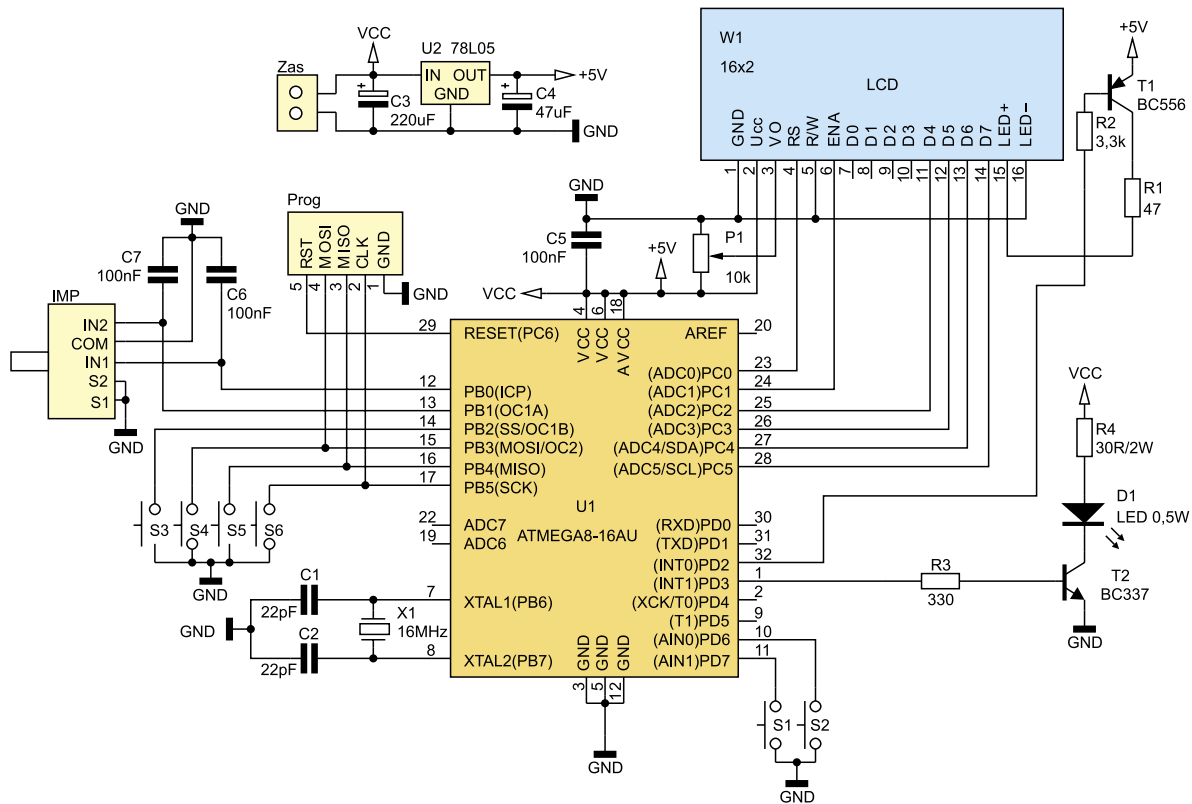 VCC
U2 78L05
Zas
IN OUT
GND
+5V
C3
220uF
C4
47uF
GND
W1
16x2
LCD
GND
Ucc
VO
RS
R/W
ENA
D0
D1
D2
D3
D4
D5
D6
D7
LED+
LED-
1
2
3
4
5
6
7
8
9
10
11
12
13
14
15
16
+5V
T1
BC556
R2
3,3k
R1
47
GND
C7
100nF
C6
100nF
IMP
IN2
COM
IN1
S2
S1
GND
Prog
RST
MOSI
MISO
CLK
GND
5
4
3
2
1
GND
GND
C5
100nF
+5V
P1
10k
VCC
4
6
18
VCC
VCC
AVCC
29 RESET(PC6)
12 PB0(ICP)
13 PB1(OC1A)
14 PB2(SS/OC1B)
15 PB3(MOSI/OC2)
16 PB4(MISO)
17 PB5(SCK)
22 ADC7
19 ADC6
7 XTAL1(PB6)
8 XTAL2(PB7)
U1
ATMEGA8-16AU
AREF 20
(ADC0)PC0 23
(ADC1)PC1 24
(ADC2)PC2 25
(ADC3)PC3 26
(ADC4/SDA)PC4 27
(ADC5/SCL)PC5 28
(RXD)PD0 30
(TXD)PD1 31
(INT0)PD2 32
(INT1)PD3 1
(XCK/T0)PD4 2
(T1)PD5 9
(AIN0)PD6 10
(AIN1)PD7 11
GND
GND
GND
3
5
12
GND
S3
S4
S5
S6
GND
C1
22pF
C2
22pF
GND
X1
16MHz
S1
S2
GND
R3
330
VCC
R4
30R/2W
D1
LED 0,5W
T2
BC337
GND